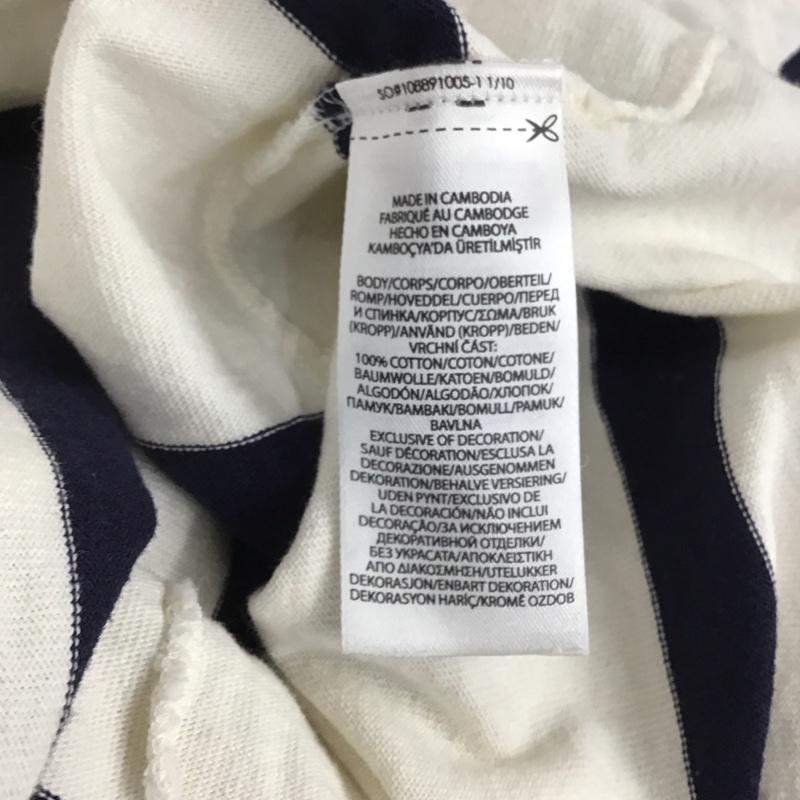 SO#108891005-1 1/10
MADE IN CAMBODIA
FABRIQUÉ AU CAMBODGE
HECHO EN CAMBOYA
KAMBOÇYA'DA ÜRETİLMİŞTİR
BODY/CORPS/CORPO/OBERTEIL/
ROMP/HOVEDDEL/CUERPO/ПЕРЕД
И СПИНКА/КОРПУС/ΣΩΜΑ/BRUK
(KROPP)/ANVÄND (KROPP)/BEDEN/
VRCHNÍ ČÁST:
100% COTTON/COTON/COTONE/
BAUMWOLLE/KATOEN/BOMULD/
ALGODÓN/ALGODÃO/ХЛОПОК/
ПАМУК/ΒΑΜΒΑΚΙ/BOMULL/PAMUK/
BAVLNA
EXCLUSIVE OF DECORATION/
SAUF DÉCORATION/ESCLUSA LA
DECORAZIONE/AUSGENOMMEN
DEKORATION/BEHALVE VERSIERING/
UDEN PYNT/EXCLUSIVO DE
LA DECORACIÓN/NÃO INCLUI
DECORAÇÃO/ЗА ИСКЛЮЧЕНИЕМ
ДЕКОРАТИВНОЙ ОТДЕЛКИ/
БЕЗ УКРАСАТА/ΑΠΟΚΛΕΙΣΤΙΚΗ
ΑΠΟ ΔΙΑΚΟΣΜΗΣΗ/UTELUKKER
DEKORASJON/ENBART DEKORATION/
DEKORASYON HARİÇ/KROMĚ OZDOB